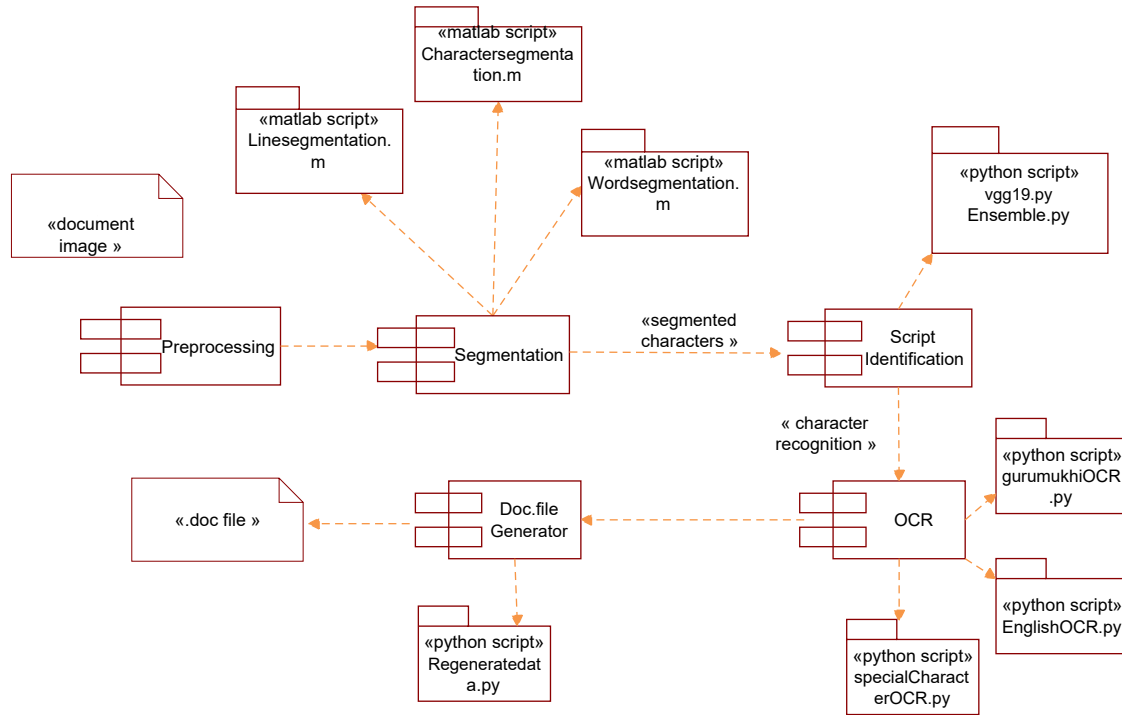 «matlab script»
Charactersegmenta
tion.m
«matlab script»
Linesegmentation.
m
«matlab script»
Wordsegmentation.
m
«python script»
vgg19.py
Ensemble.py
«document
image »
Preprocessing
Segmentation
«segmented
characters »
Script
Identification
« character
recognition »
«python script»
gurumukhiOCR
.py
«.doc file »
Doc.file
Generator
OCR
«python script»
EnglishOCR.py
«python script»
Regeneratedat
a.py
«python script»
specialCharact
erOCR.py